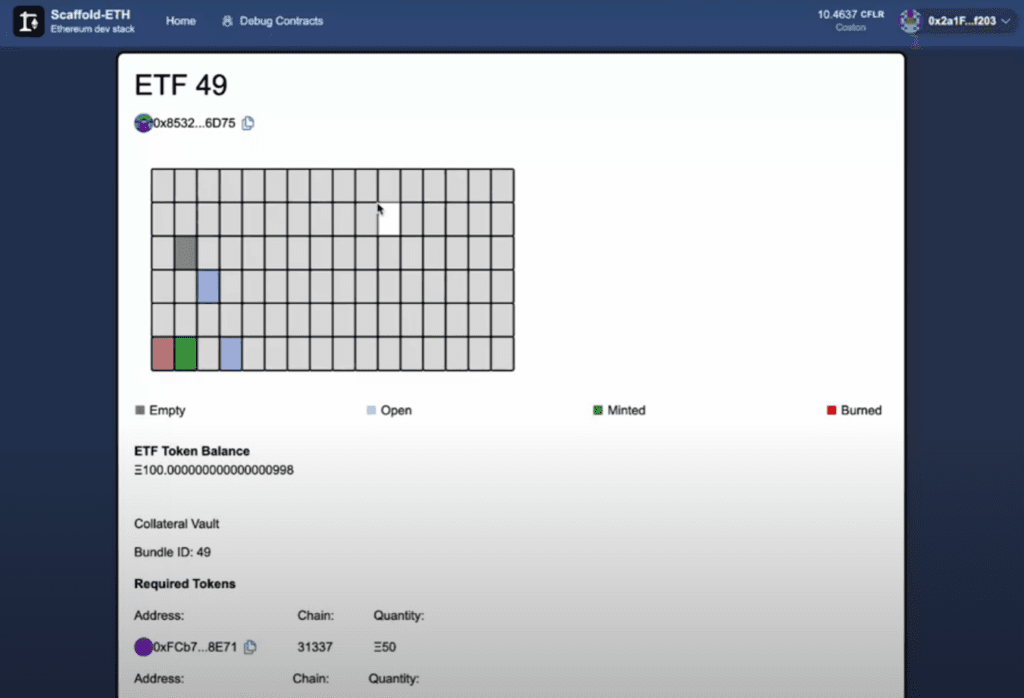 Scaffold-ETH
Ethereum dev stack
Home
Debug Contracts
10.4637 CFLR
Coston
0x2a1F...f203
ETF 49
0x8532...6D75
Empty
Open
Minted
Burned
ETF Token Balance
Ξ100.000000000000000998
Collateral Vault
Bundle ID: 49
Required Tokens
Address: Chain: Quantity:
0xFCb7...8E71 31337 Ξ50
Address: Chain: Quantity: